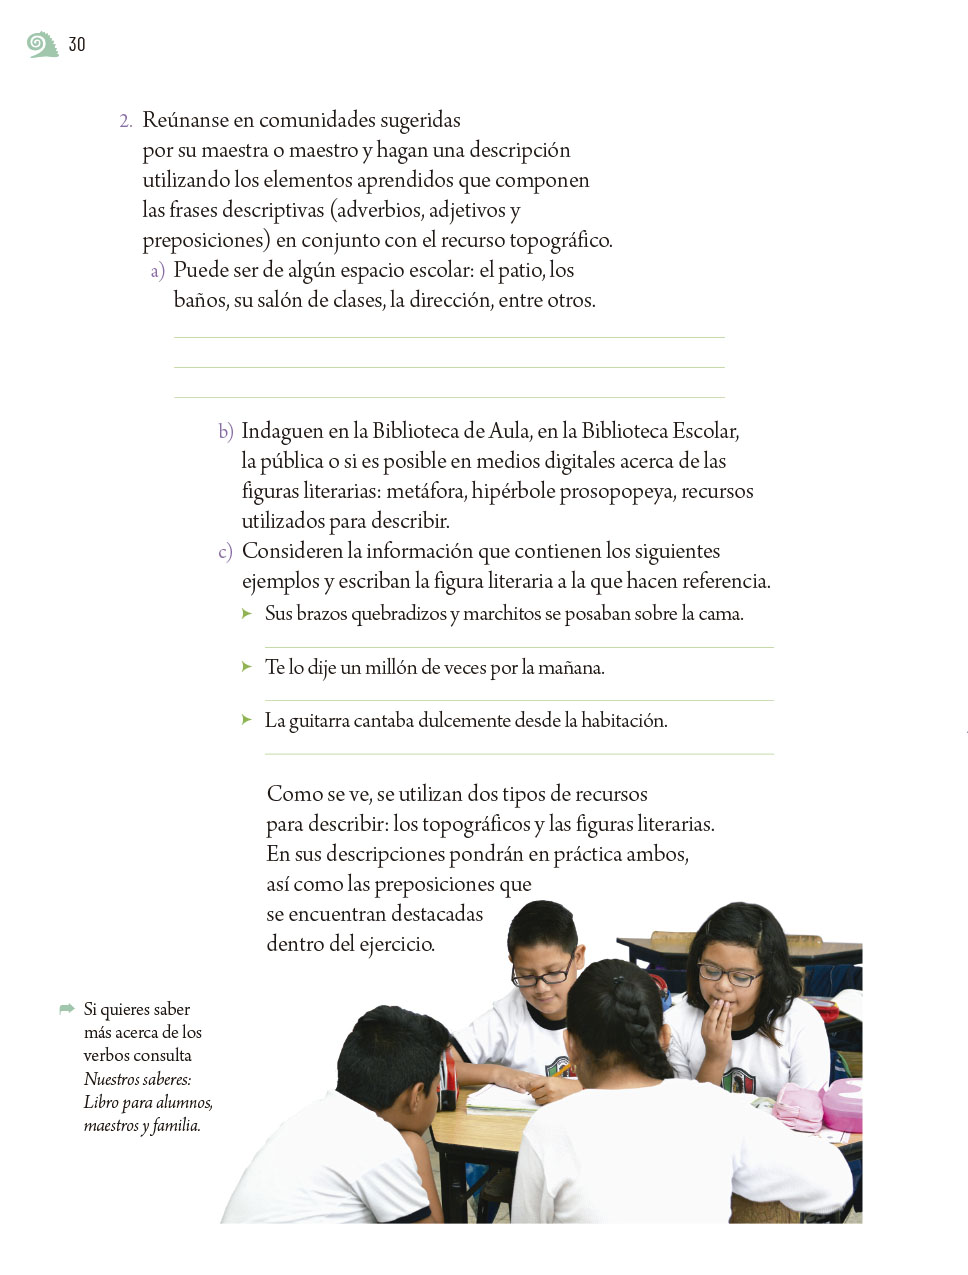 30
2. Reúnanse en comunidades sugeridas
por su maestra o maestro y hagan una descripción
utilizando los elementos aprendidos que componen
las frases descriptivas (adverbios, adjetivos y
preposiciones) en conjunto con el recurso topográfico.
a) Puede ser de algún espacio escolar: el patio, los
baños, su salón de clases, la dirección, entre otros.
b) Indaguen en la Biblioteca de Aula, en la Biblioteca Escolar,
la pública o si es posible en medios digitales acerca de las
figuras literarias: metáfora, hipérbole prosopopeya, recursos
utilizados para describir.
c) Consideren la información que contienen los siguientes
ejemplos y escriban la figura literaria a la que hacen referencia.
➤ Sus brazos quebradizos y marchitos se posaban sobre la cama.
➤ Te lo dije un millón de veces por la mañana.
➤ La guitarra cantaba dulcemente desde la habitación.
Como se ve, se utilizan dos tipos de recursos
para describir: los topográficos y las figuras literarias.
En sus descripciones pondrán en práctica ambos,
así como las preposiciones que
se encuentran destacadas
dentro del ejercicio.
Si quieres saber
más acerca de los
verbos consulta
Nuestros saberes:
Libro para alumnos,
maestros y familia.